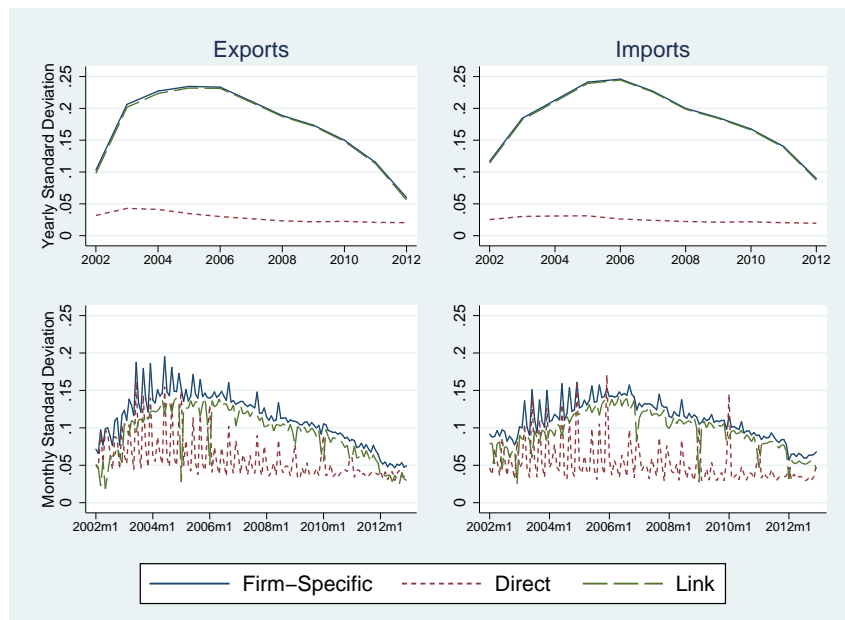 Exports
Imports
Yearly Standard Deviation
0 .05 .1 .15 .2 .25
2002 2004 2006 2008 2010 2012
0 .05 .1 .15 .2 .25
2002 2004 2006 2008 2010 2012
Monthly Standard Deviation
0 .05 .1 .15 .2 .25
2002m1 2004m1 2006m1 2008m1 2010m1 2012m1
0 .05 .1 .15 .2 .25
2002m1 2004m1 2006m1 2008m1 2010m1 2012m1
Firm−Specific Direct Link